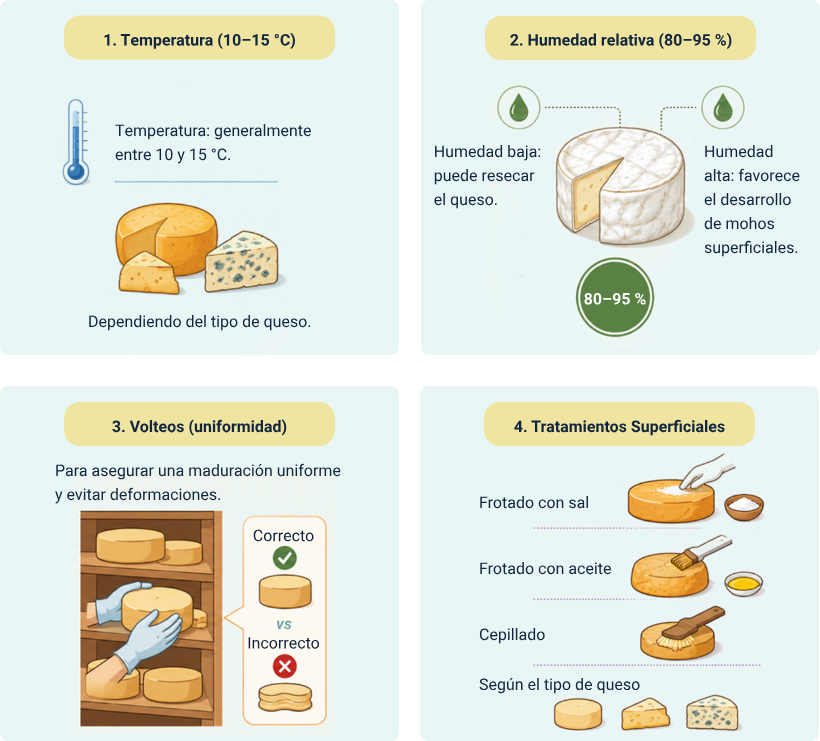 1. Temperatura (10–15 °C)
Temperatura: generalmente
entre 10 y 15 °C.
Dependiendo del tipo de queso.
2. Humedad relativa (80–95 %)
Humedad baja:
puede resecar
el queso.
Humedad
alta: favorece
el desarrollo
de mohos
superficiales.
80–95 %
3. Volteos (uniformidad)
Para asegurar una maduración uniforme
y evitar deformaciones.
Correcto
vs
Incorrecto
4. Tratamientos Superficiales
Frotado con sal
Frotado con aceite
Cepillado
Según el tipo de queso